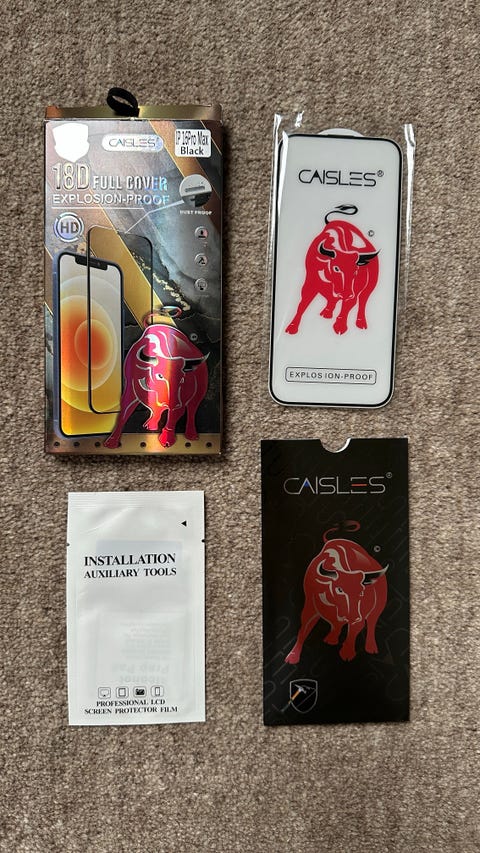 CAISLES
IP 16Pro Max
Black
18D FULL COVER
EXPLOSION-PROOF
DUST PROOF
HD
©
CAISLES®
©
EXPLOSION-PROOF
INSTALLATION
AUXILIARY TOOLS
PROFESSIONAL LCD
SCREEN PROTECTOR FILM
CAISLES®
©